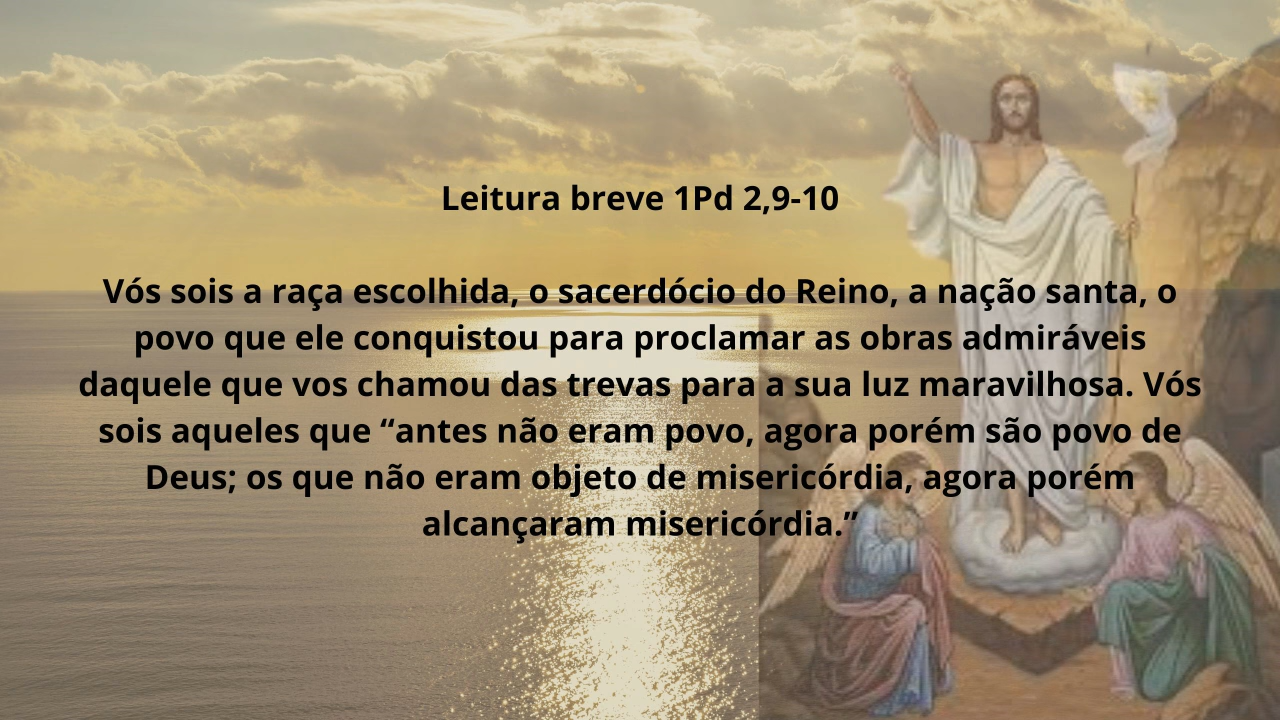 Leitura breve 1Pd 2,9-10
Vós sois a raça escolhida, o sacerdócio do Reino, a nação santa, o
povo que ele conquistou para proclamar as obras admiráveis
daquele que vos chamou das trevas para a sua luz maravilhosa. Vós
sois aqueles que “antes não eram povo, agora porém são povo de
Deus; os que não eram objeto de misericórdia, agora porém
alcançaram misericórdia.”